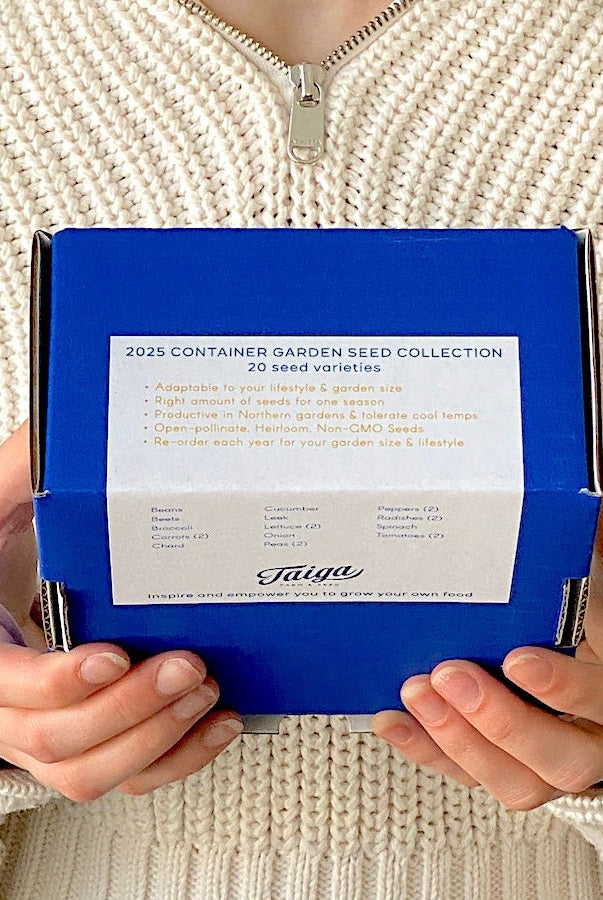 2025 CONTAINER GARDEN SEED COLLECTION
20 seed varieties
• Adaptable to your lifestyle & garden size
• Right amount of seeds for one season
• Productive in Northern gardens & tolerate cool temps
• Open-pollinate, Heirloom, Non-GMO Seeds
• Re-order each year for your garden size & lifestyle
Beans
Beets
Broccoli
Carrots (2)
Chard
Cucumber
Leek
Lettuce (2)
Onion
Peas (2)
Peppers (2)
Radishes (2)
Spinach
Tomatoes (2)
Taiga
FARM & SEED
Inspire and empower you to grow your own food